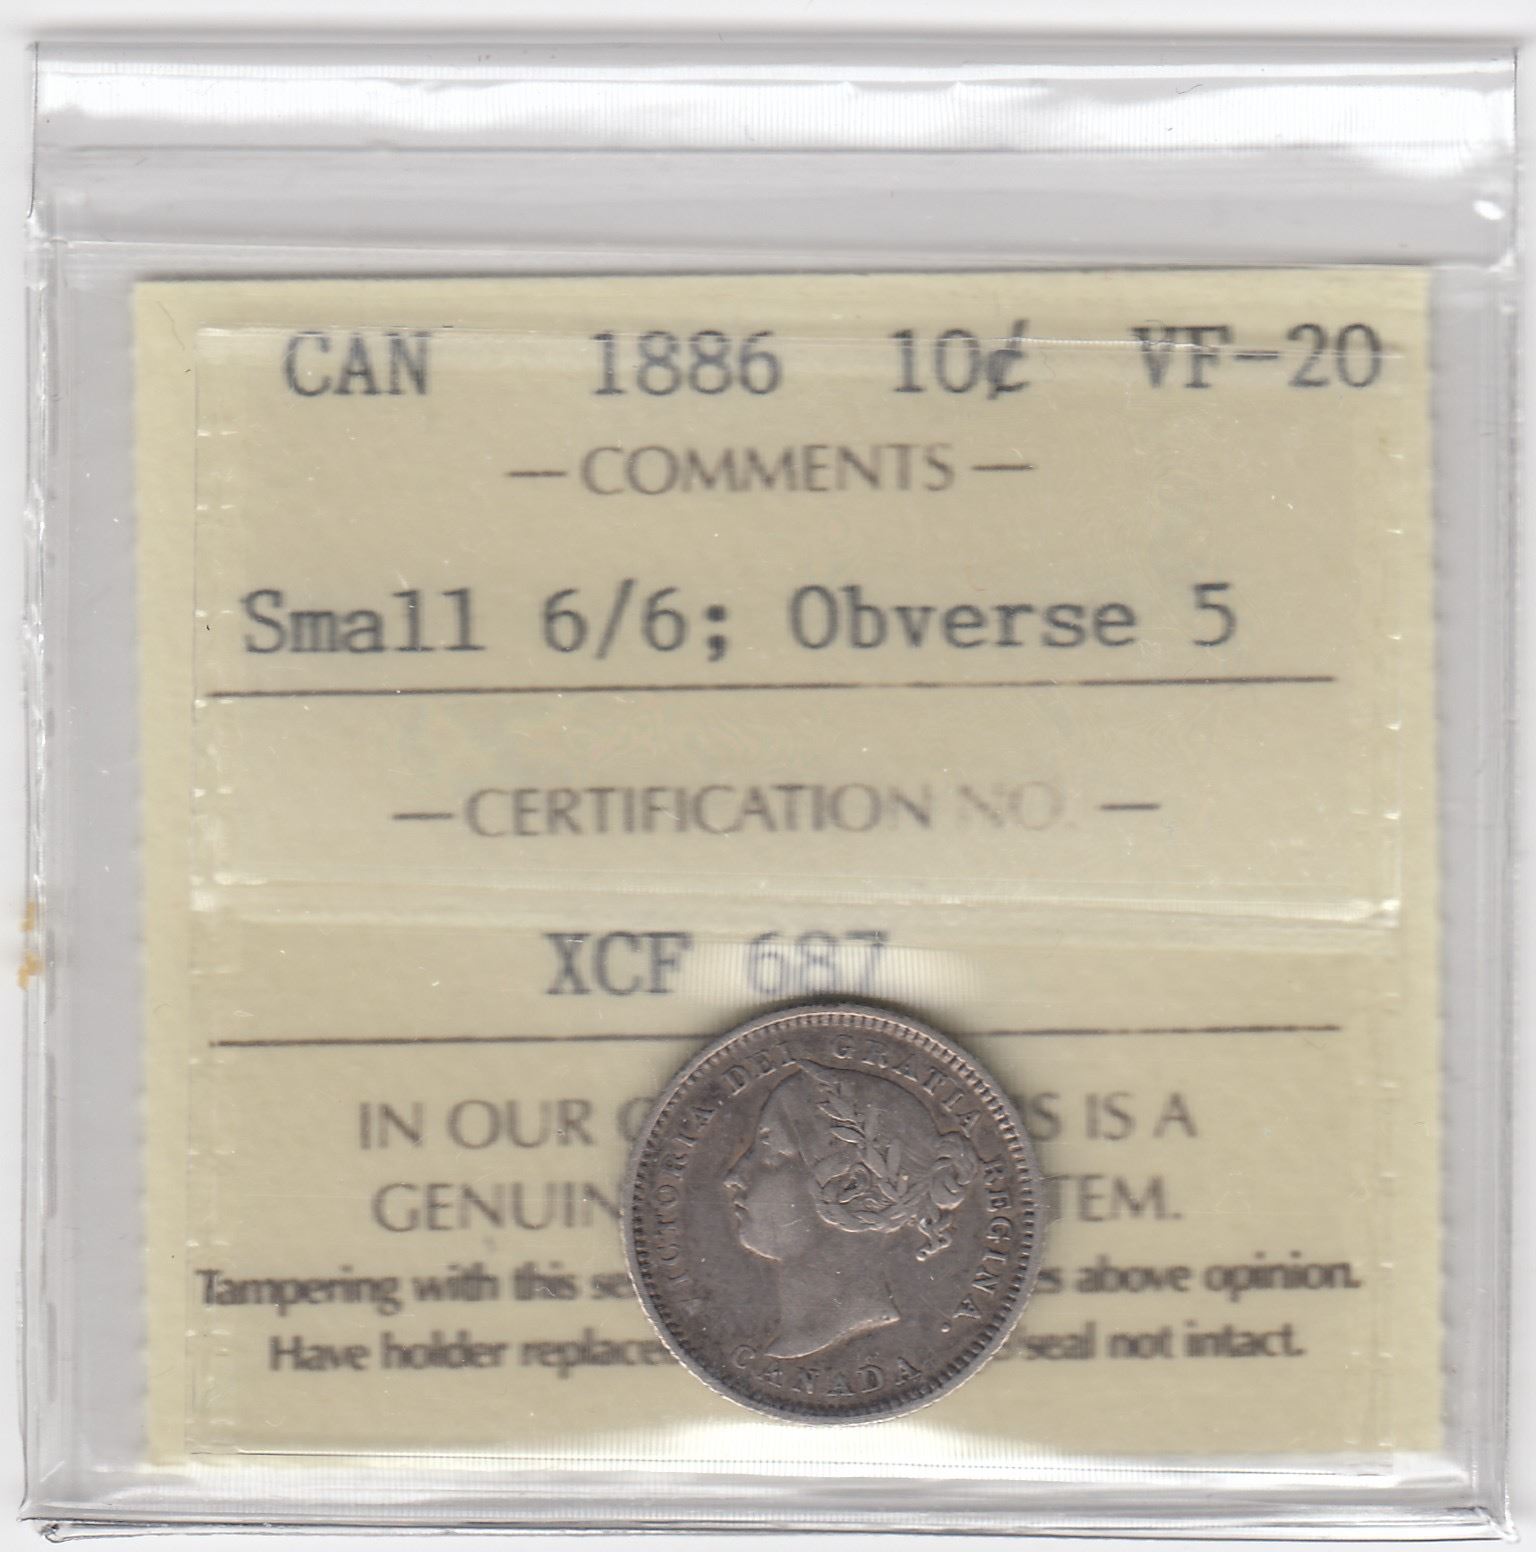 CAN 1886 10¢ VF-20
— COMMENTS —
Small 6/6; Obverse 5
— CERTIFICATION NO. —
XCF 687
IN OUR IS A
GENUIN TEM.
Tampering with this se s above opinion.
Have holder replace seal not intact.
VICTORIA. DEI GRATIA REGINA.
CANADA